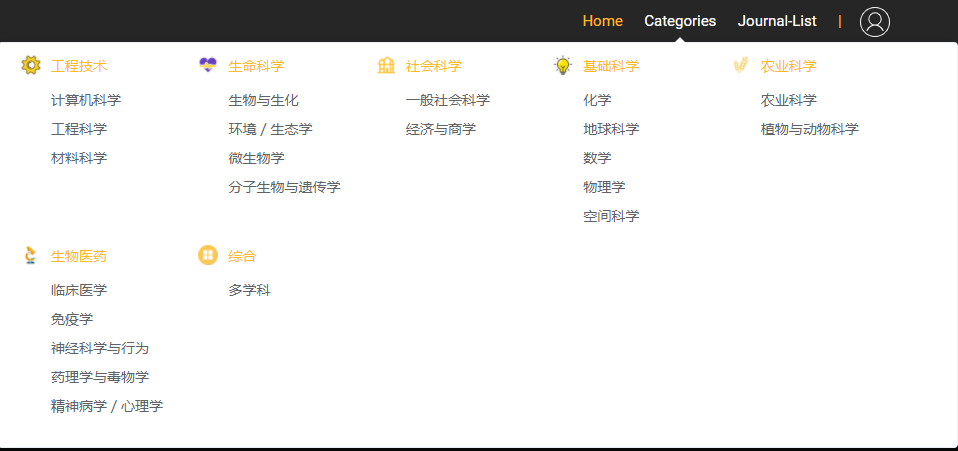 Home Categories Journal-List |
工程技术
计算机科学
工程科学
材料科学
生命科学
生物与生化
环境 / 生态学
微生物学
分子生物与遗传学
社会科学
一般社会科学
经济与商学
基础科学
化学
地球科学
数学
物理学
空间科学
农业科学
农业科学
植物与动物科学
生物医药
临床医学
免疫学
神经科学与行为
药理学与毒物学
精神病学 / 心理学
综合
多学科